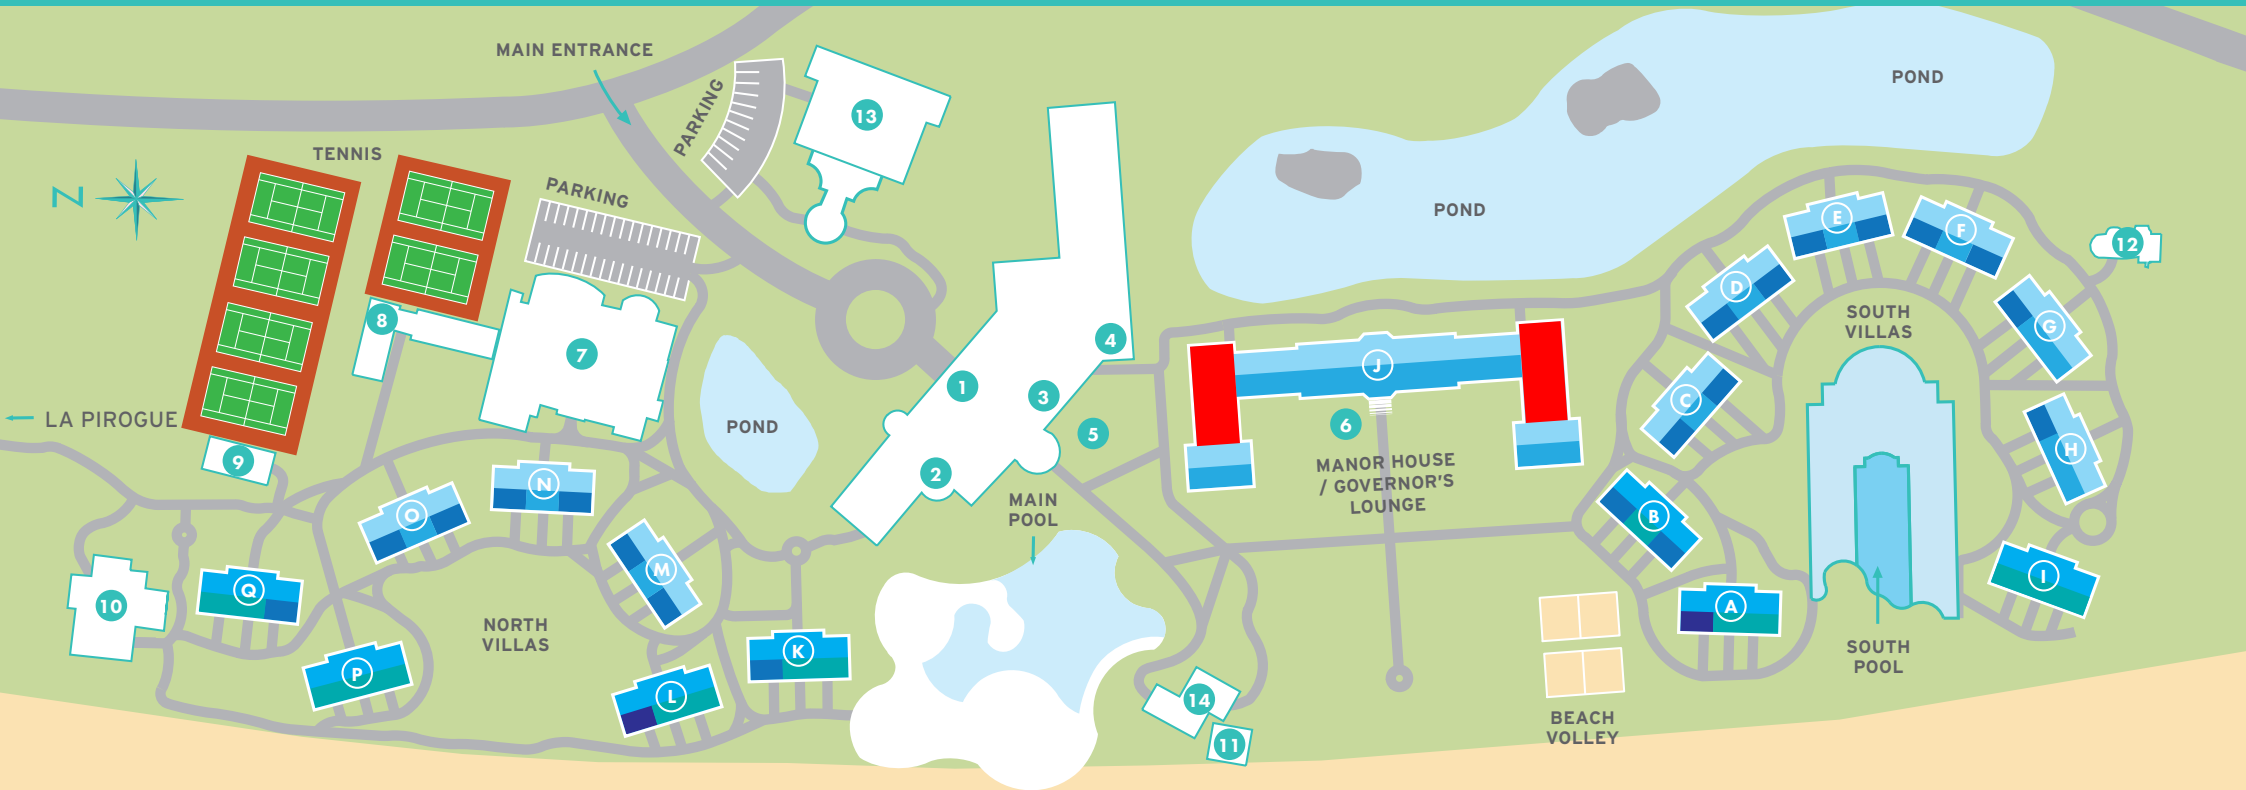 MAIN ENTRANCE
POND
PARKING
13
TENNIS
N
PARKING
POND
E
F
12
D
SOUTH
VILLAS
G
8
7
4
J
1
3
C
LA PIROGUE
POND
5
6
H
9
2
MANOR HOUSE
/ GOVERNOR'S
LOUNGE
N
MAIN
POOL
O
B
M
I
Q
10
A
NORTH
VILLAS
K
SOUTH
POOL
P
L
14
BEACH
VOLLEY
11